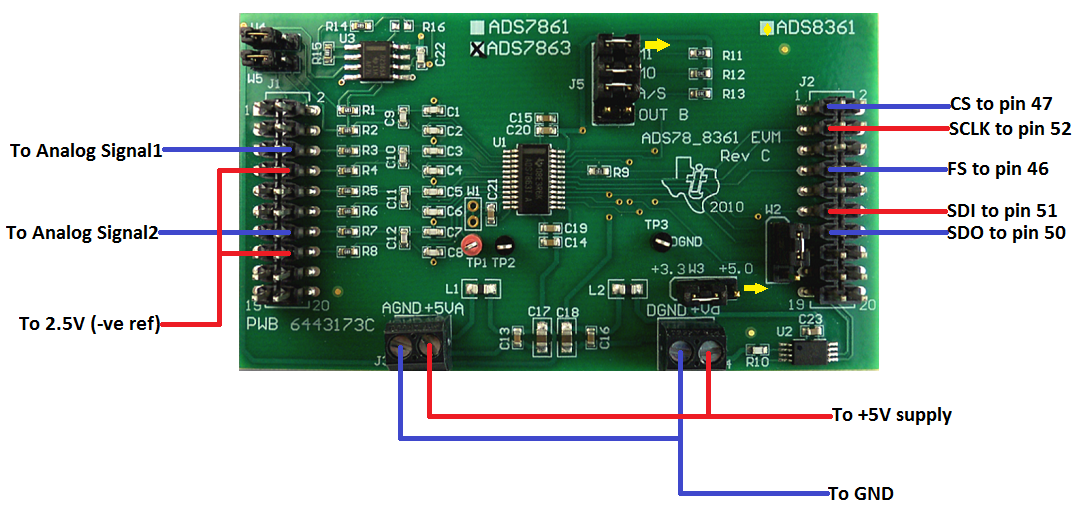 ADS7861
ADS7863
ADS8361
R14
R16
U3
R15
C22
W5
J1
1
2
R1
R2
R3
R4
R5
R6
R7
R8
C9
C10
C11
C12
C1
C2
C3
C4
C5
C6
C7
C8
C15
C20
U1
C21
W1
TP1
TP2
C19
C14
R9
J5
M0
A/S
OUT B
R11
R12
R13
ADS78_8361 EVM
Rev C
2010
TP3
DGND
J2
1
2
W2
19
20
+3.3 W3 +5.0
L1
L2
20
PWB 6443173C
AGND +5VA
C13
C17
C18
C16
DGND +Vd
R10
U2
C23
To Analog Signal1
To Analog Signal2
To 2.5V (-ve ref)
CS to pin 47
SCLK to pin 52
FS to pin 46
SDI to pin 51
SDO to pin 50
To +5V supply
To GND